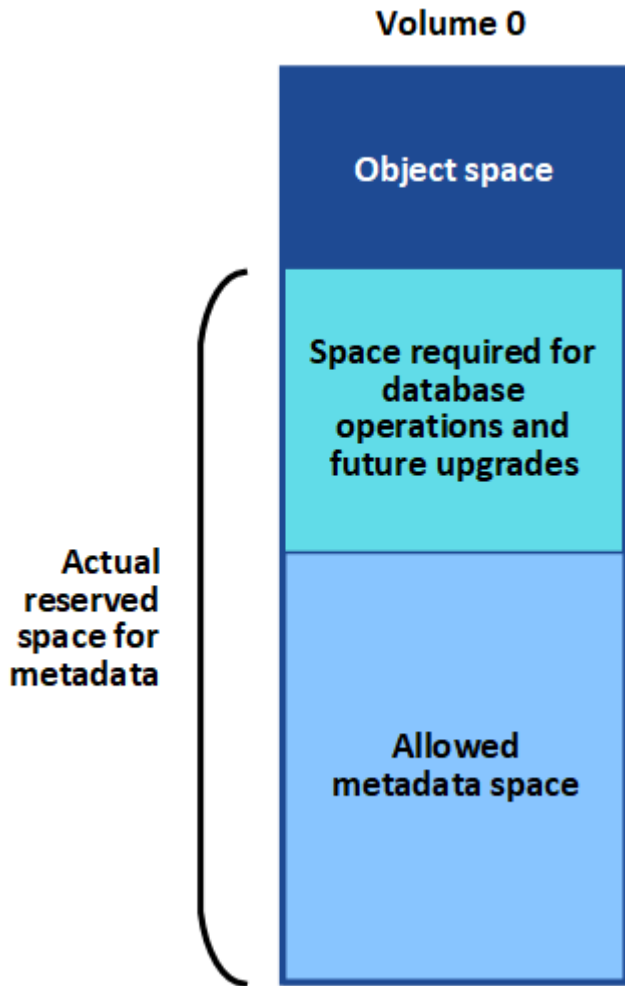 Volume 0
Object space
Space required for
database
operations and
future upgrades
Actual
reserved
space for
metadata
Allowed
metadata space